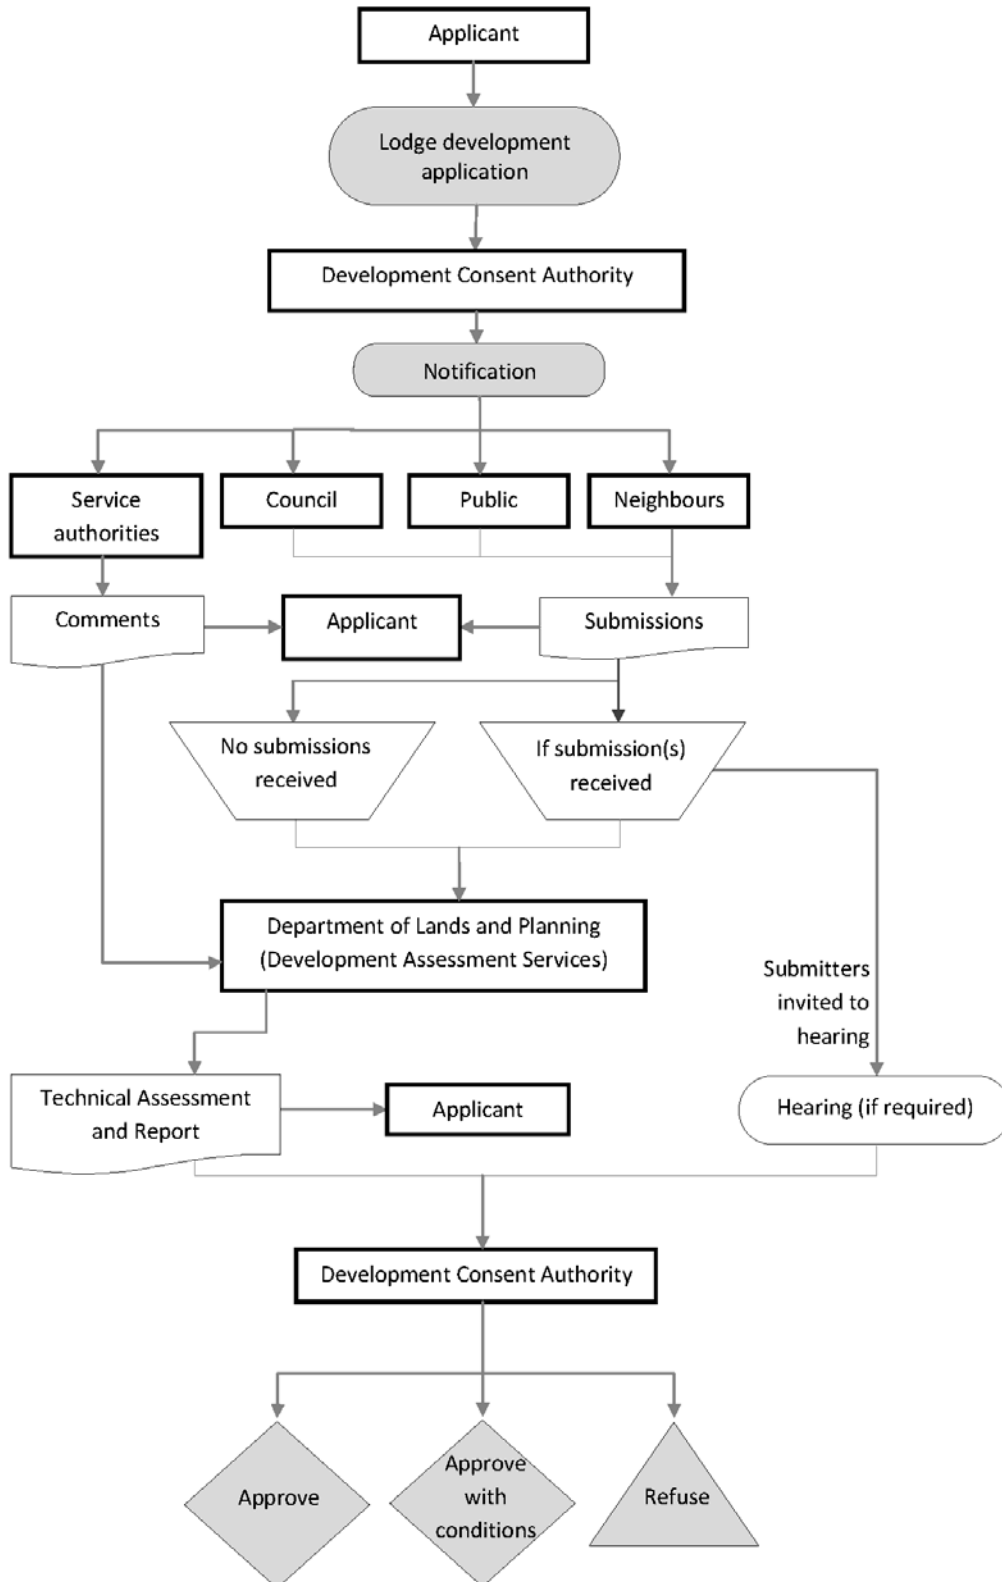 Applicant
Lodge development
application
Development Consent Authority
Notification
Service
authorities
Council
Public
Neighbours
Comments
Applicant
Submissions
No submissions
received
If submission(s)
received
Department of Lands and Planning
(Development Assessment Services)
Submitters
invited to
hearing
Technical Assessment
and Report
Applicant
Hearing (if required)
Development Consent Authority
Approve
Approve
with
conditions
Refuse